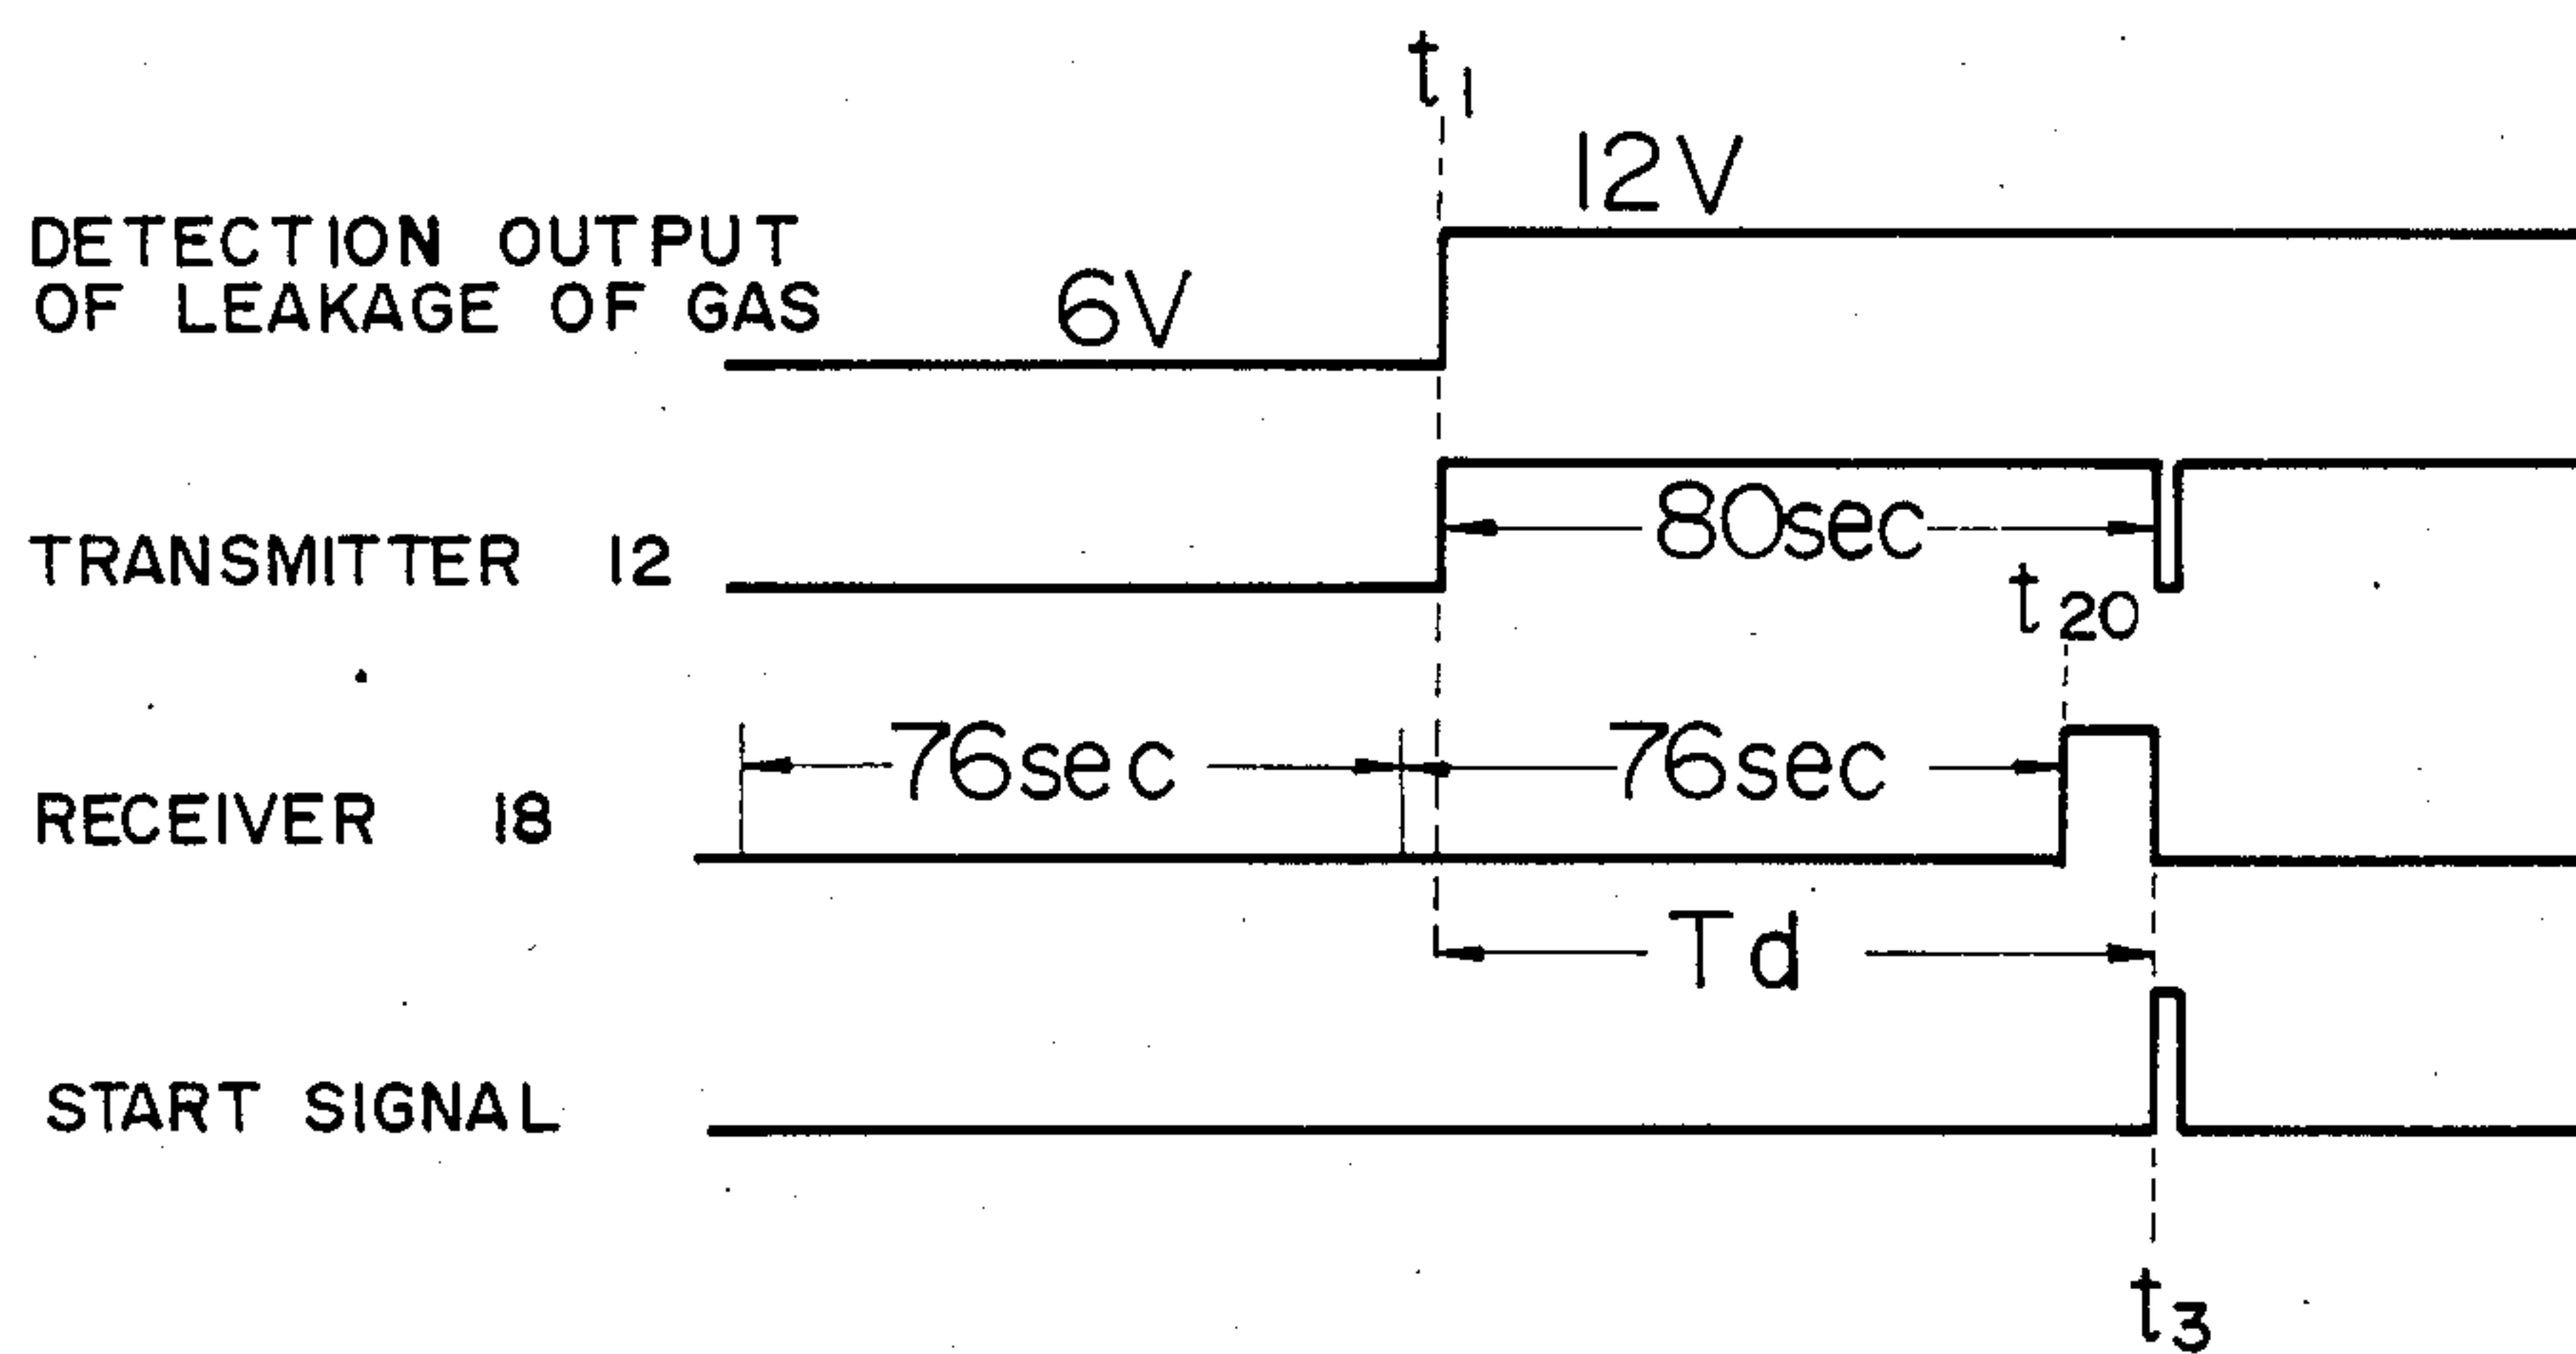 t1
12V
DETECTION OUTPUT
OF LEAKAGE OF GAS
6V
80sec
TRANSMITTER 12
t20
76sec
76sec
RECEIVER 18
Td
START SIGNAL
t3